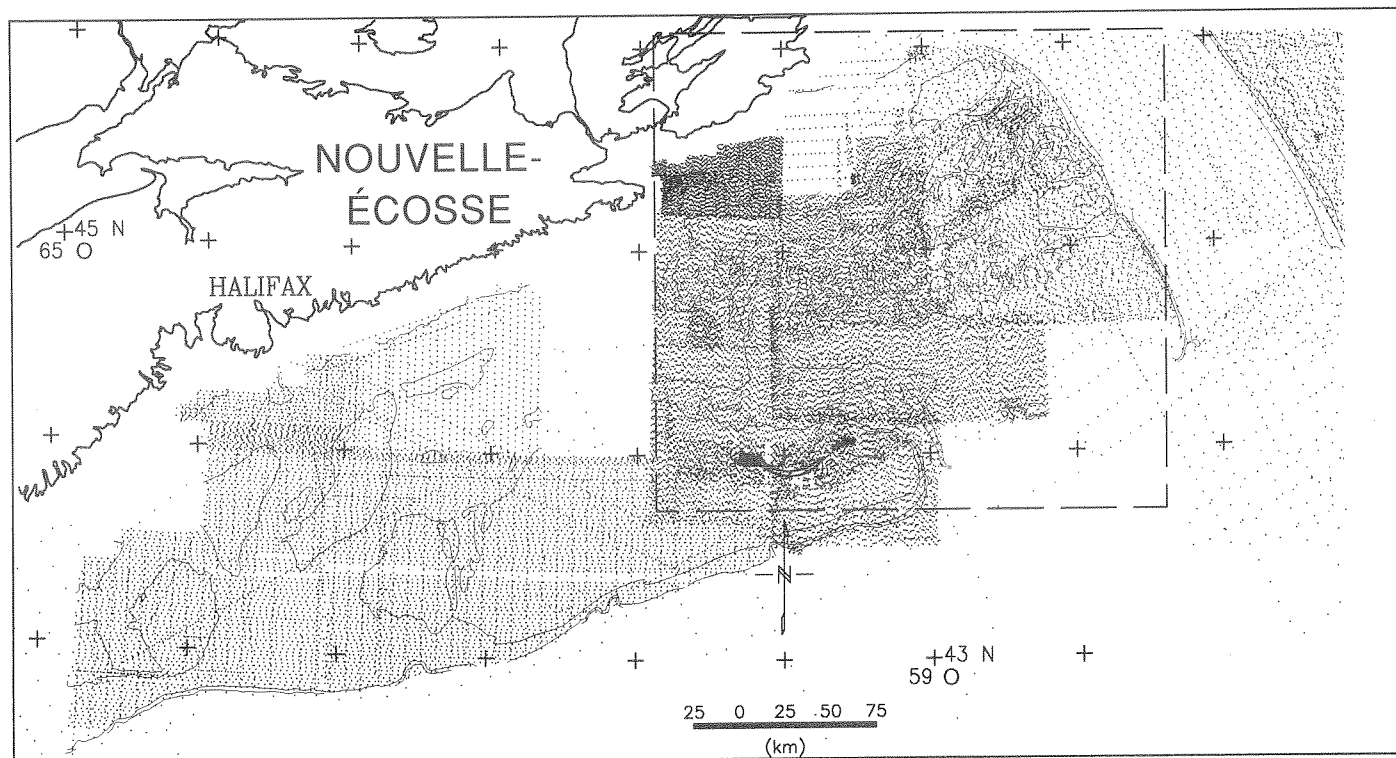 NOUVELLE-
ÉCOSSE
45 N
65 O
HALIFAX
N
43 N
59 O
25 0 25 50 75
(km)